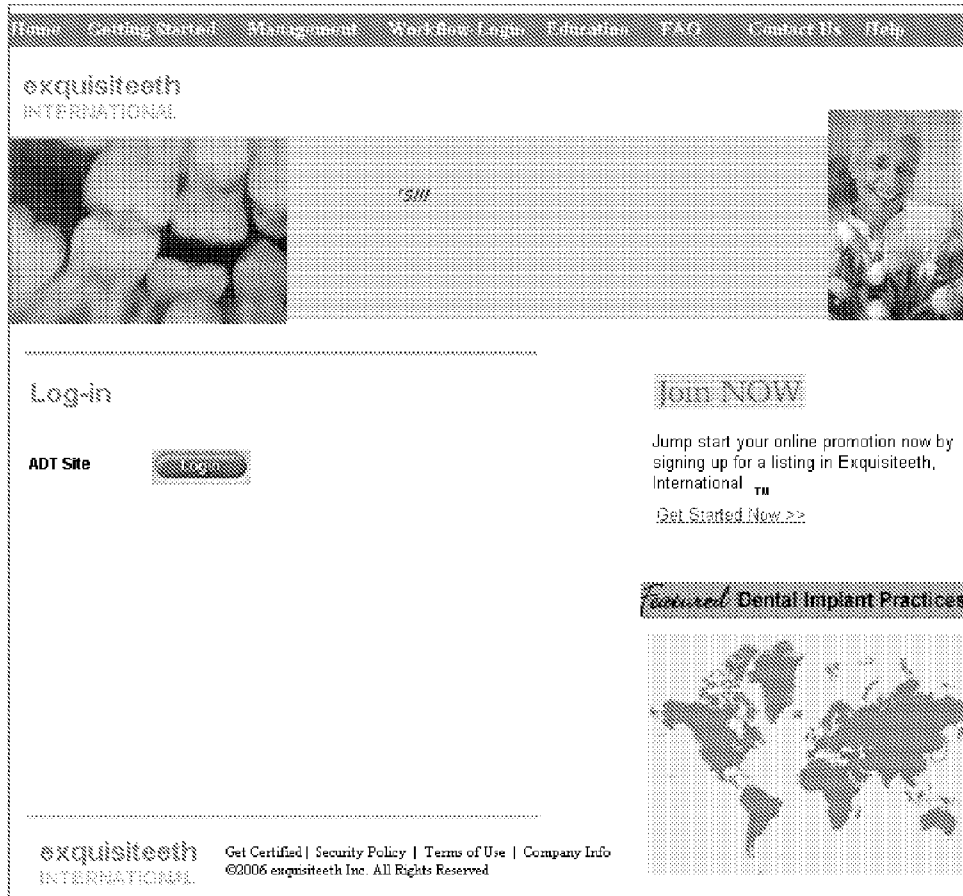 Home Getting Started Management Workflow Login Education FAQ Contact Us Help
exquisiteeth
INTERNATIONAL
Log-in
ADT Site Login
Join NOW
Jump start your online promotion now by
signing up for a listing in Exquisiteeth,
International TM
Get Started Now >>
Featured Dental Implant Practices
exquisiteeth
INTERNATIONAL
Get Certified | Security Policy | Terms of Use | Company Info
©2006 exquisiteeth Inc. All Rights Reserved